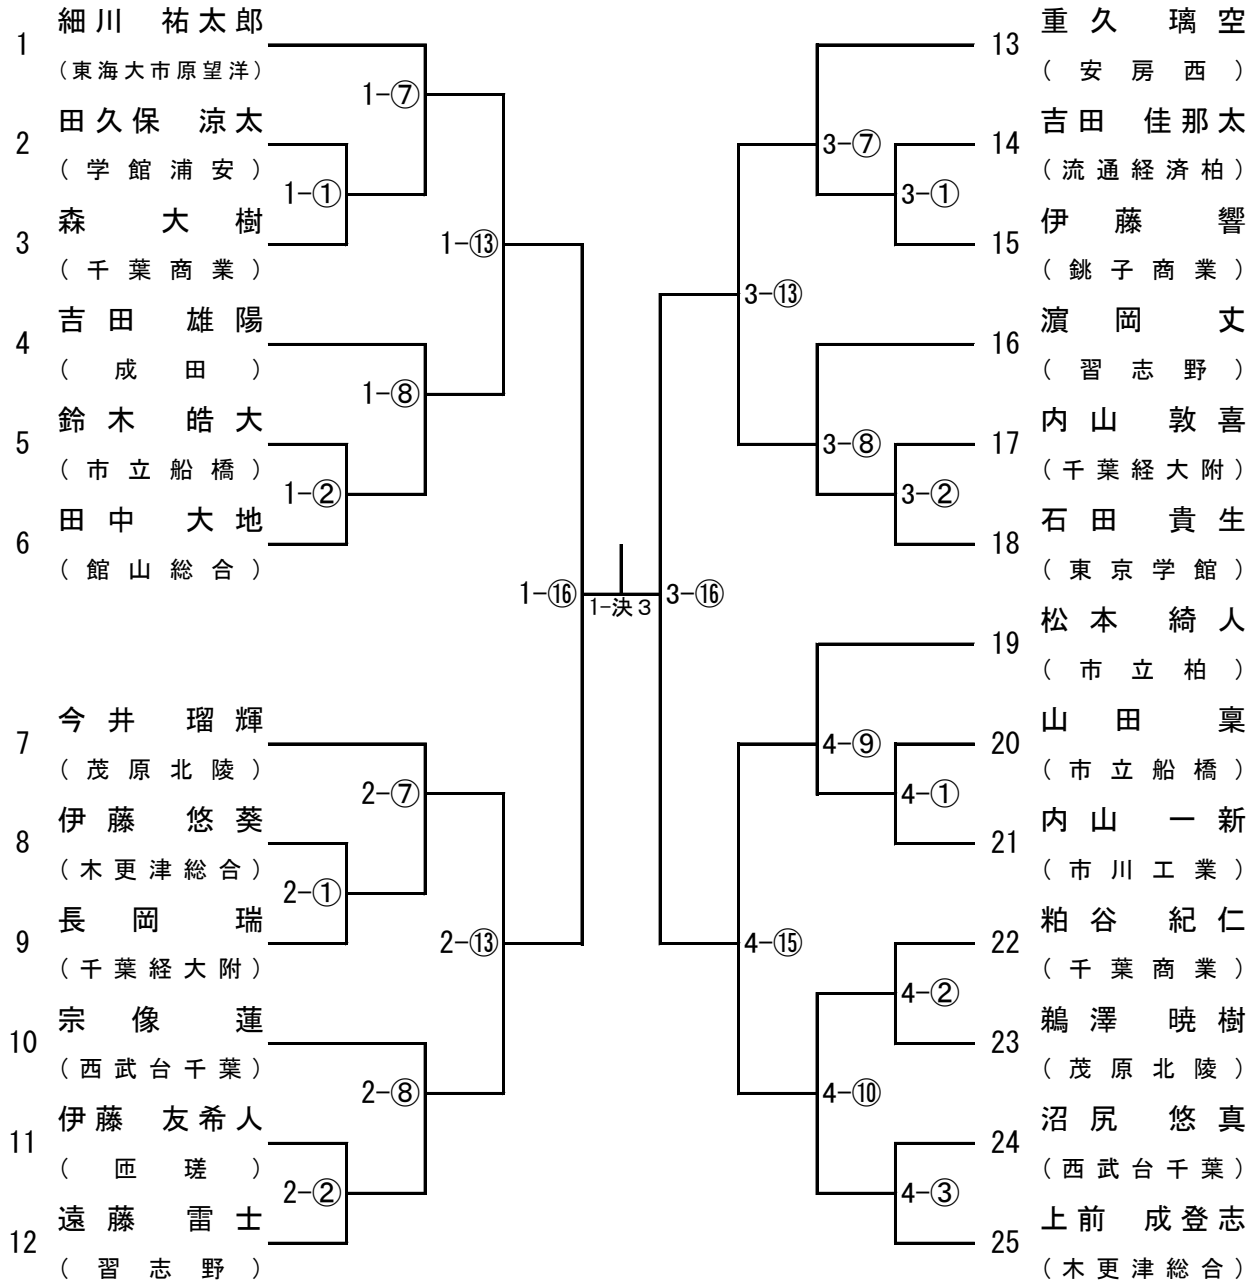 1 細川 祐太郎
(東海大市原望洋)
2 田久保 涼太
(学館浦安)
3 森 大樹
(千葉商業)
4 吉田 雄陽
(成田)
5 鈴木 皓大
(市立船橋)
6 田中 大地
(館山総合)
7 今井 瑠輝
(茂原北陵)
8 伊藤 悠葵
(木更津総合)
9 長岡 瑞
(千葉経大附)
10 宗像 蓮
(西武台千葉)
11 伊藤 友希人
(匝瑳)
12 遠藤 雷士
(習志野)
1-⑦
1-①
1-⑬
1-⑧
1-②
1-⑯
2-⑦
2-①
2-⑬
2-⑧
2-②
1-決3
3-⑦
3-①
3-⑬
3-⑧
3-②
3-⑯
4-⑨
4-①
4-⑮
4-②
4-⑩
4-③
13 重久 璃空
(安房西)
14 吉田 佳那太
(流通経済柏)
15 伊藤 響
(銚子商業)
16 濵岡 丈
(習志野)
17 内山 敦喜
(千葉経大附)
18 石田 貴生
(東京学館)
19 松本 綺人
(市立柏)
20 山田 稟
(市立船橋)
21 内山 一新
(市川工業)
22 粕谷 紀仁
(千葉商業)
23 鵜澤 暁樹
(茂原北陵)
24 沼尻 悠真
(西武台千葉)
25 上前 成登志
(木更津総合)